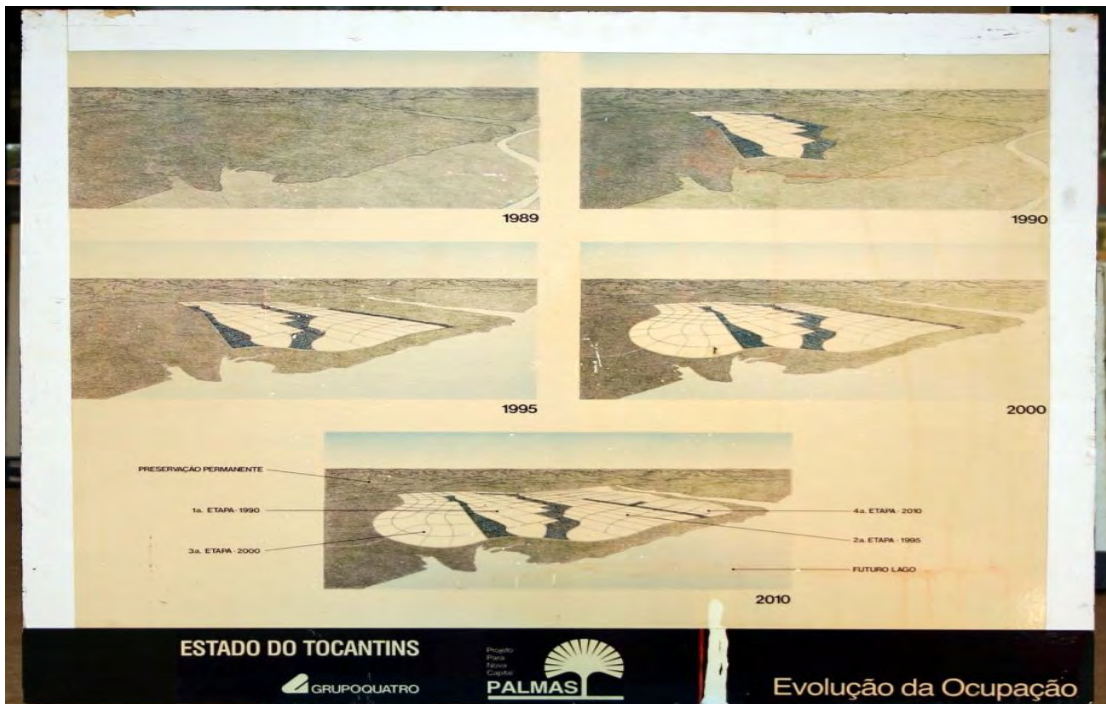 1989
1990
1995
2000
PRESERVAÇÃO PERMANENTE
1a. ETAPA - 1990
3a. ETAPA - 2000
4a. ETAPA - 2010
2a. ETAPA - 1995
FUTURO LAGO
2010
ESTADO DO TOCANTINS
GRUPOQUATRO
Projeto
Para
Nova
Capital
PALMAS
Evolução da Ocupação